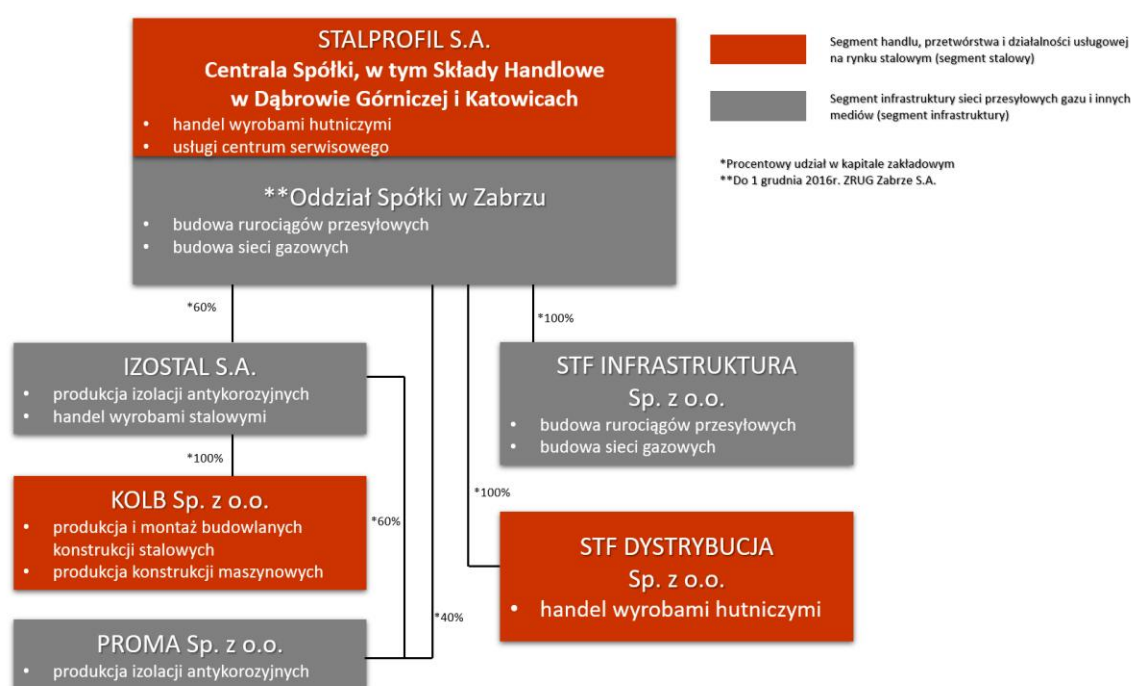 STALPROFIL S.A.
Centrala Spółki, w tym Składy Handlowe
w Dąbrowie Górniczej i Katowicach
• handel wyrobami hutniczymi
• usługi centrum serwisowego
**Oddział Spółki w Zabrzu
• budowa rurociągów przesyłowych
• budowa sieci gazowych
Segment handlu, przetwórstwa i działalności usługowej
na rynku stalowym (segment stalowy)
Segment infrastruktury sieci przesyłowych gazu i innych
mediów (segment infrastruktury)
*Procentowy udział w kapitale zakładowym
**Do 1 grudnia 2016r. ZRUG Zabrze S.A.
*60%
*100%
IZOSTAL S.A.
• produkcja izolacji antykorozyjnych
• handel wyrobami stalowymi
STF INFRASTRUKTURA
Sp. z o.o.
• budowa rurociągów przesyłowych
• budowa sieci gazowych
*100%
KOLB Sp. z o.o.
• produkcja i montaż budowlanych
konstrukcji stalowych
• produkcja konstrukcji maszynowych
*60%
*100%
STF DYSTRYBUCJA
Sp. z o.o.
• handel wyrobami hutniczymi
*40%
PROMA Sp. z o.o.
• produkcja izolacji antykorozyjnych